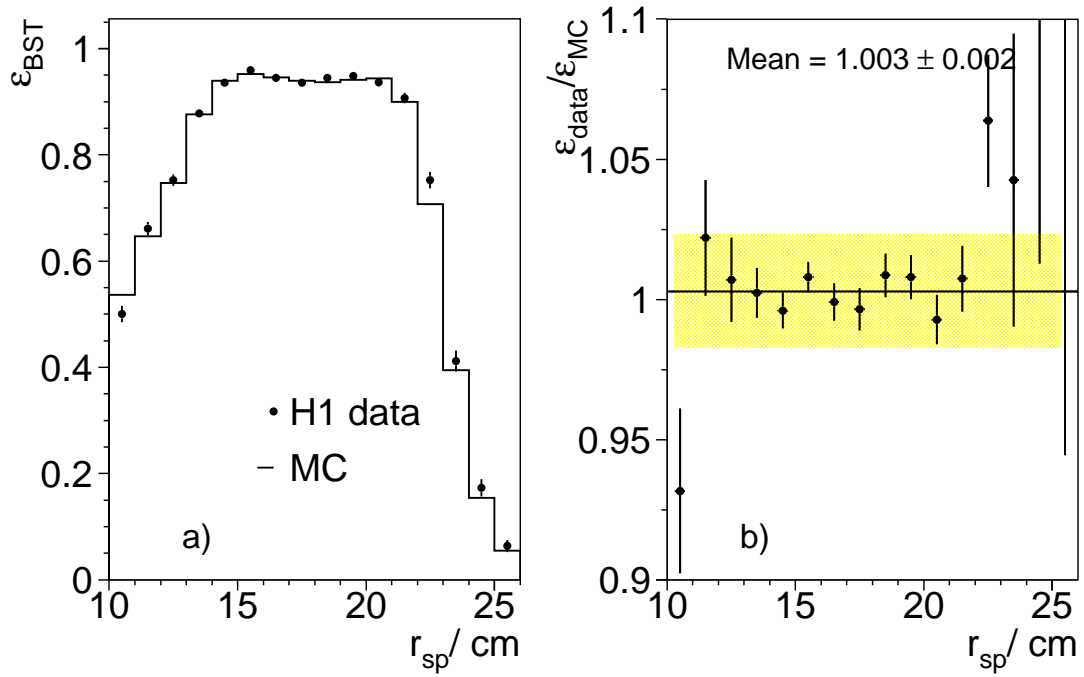 ε_BST
1
0.8
0.6
0.4
0.2
0
H1 data
MC
a)
10 15 20 25
r_sp/ cm
ε_data/ε_MC
1.1
1.05
1
0.95
0.9
Mean = 1.003 ± 0.002
b)
10 15 20 25
r_sp/ cm